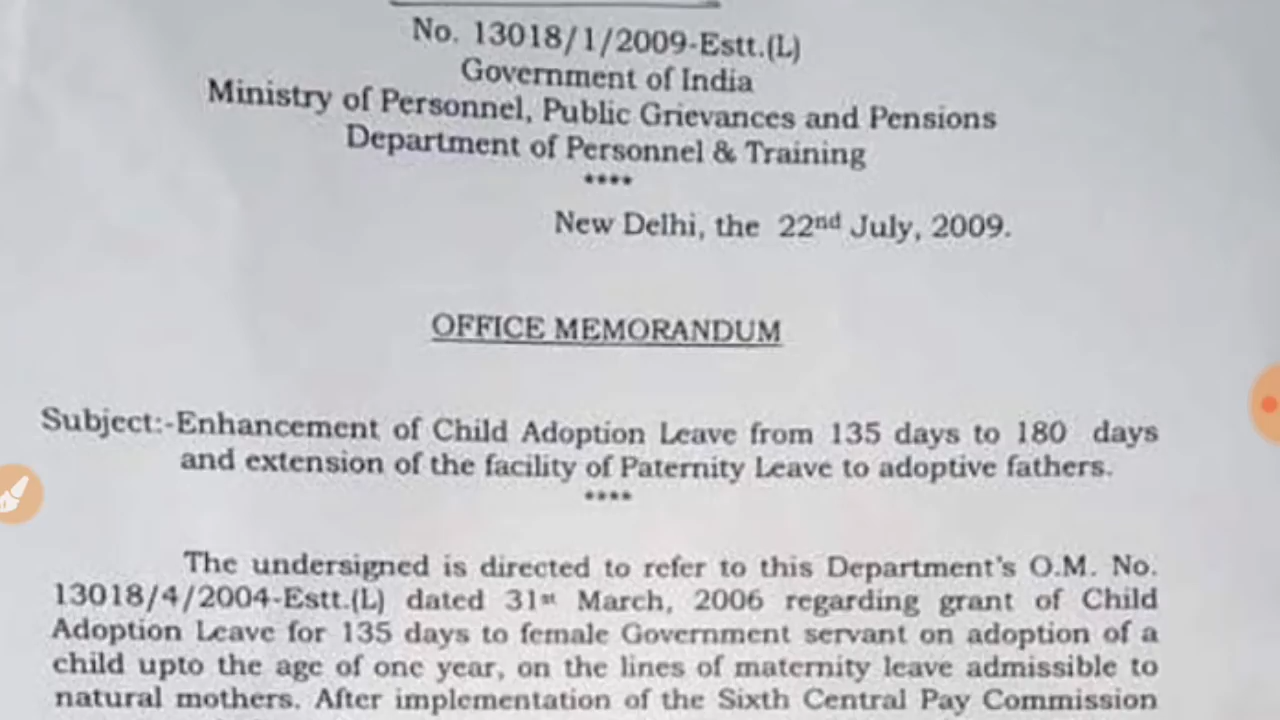 No. 13018/1/2009-Estt.(L)
Government of India
Ministry of Personnel, Public Grievances and Pensions
Department of Personnel & Training
****
New Delhi, the 22nd July, 2009.
OFFICE MEMORANDUM
Subject:-Enhancement of Child Adoption Leave from 135 days to 180 days
and extension of the facility of Paternity Leave to adoptive fathers.
****
The undersigned is directed to refer to this Department's O.M. No.
13018/4/2004-Estt.(L) dated 31st March, 2006 regarding grant of Child
Adoption Leave for 135 days to female Government servant on adoption of a
child upto the age of one year, on the lines of maternity leave admissible to
natural mothers. After implementation of the Sixth Central Pay Commission